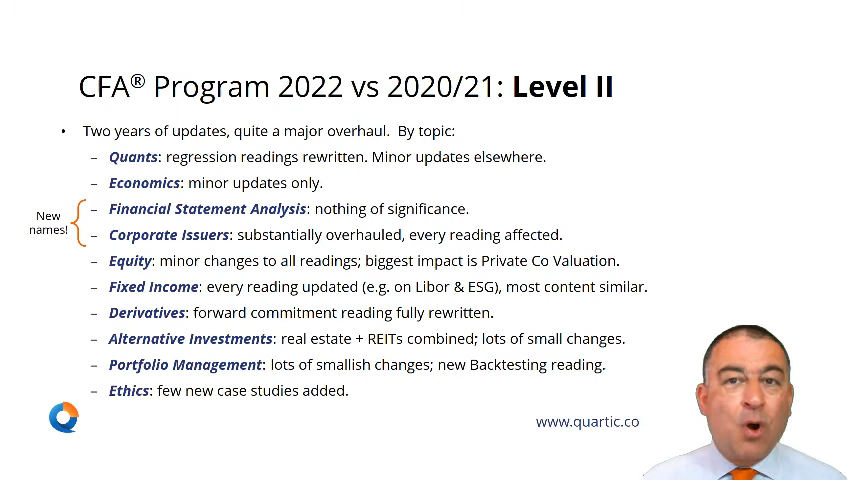 CFA® Program 2022 vs 2020/21: Level II
• Two years of updates, quite a major overhaul. By topic:
– Quants: regression readings rewritten. Minor updates elsewhere.
– Economics: minor updates only.
New names!
– Financial Statement Analysis: nothing of significance.
– Corporate Issuers: substantially overhauled, every reading affected.
– Equity: minor changes to all readings; biggest impact is Private Co Valuation.
– Fixed Income: every reading updated (e.g. on Libor & ESG), most content similar.
– Derivatives: forward commitment reading fully rewritten.
– Alternative Investments: real estate + REITs combined; lots of small changes.
– Portfolio Management: lots of smallish changes; new Backtesting reading.
– Ethics: few new case studies added.
www.quartic.co